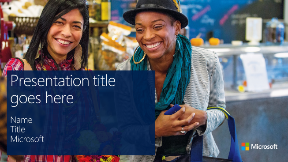 Presentation title
goes here
Name
Title
Microsoft
Microsoft